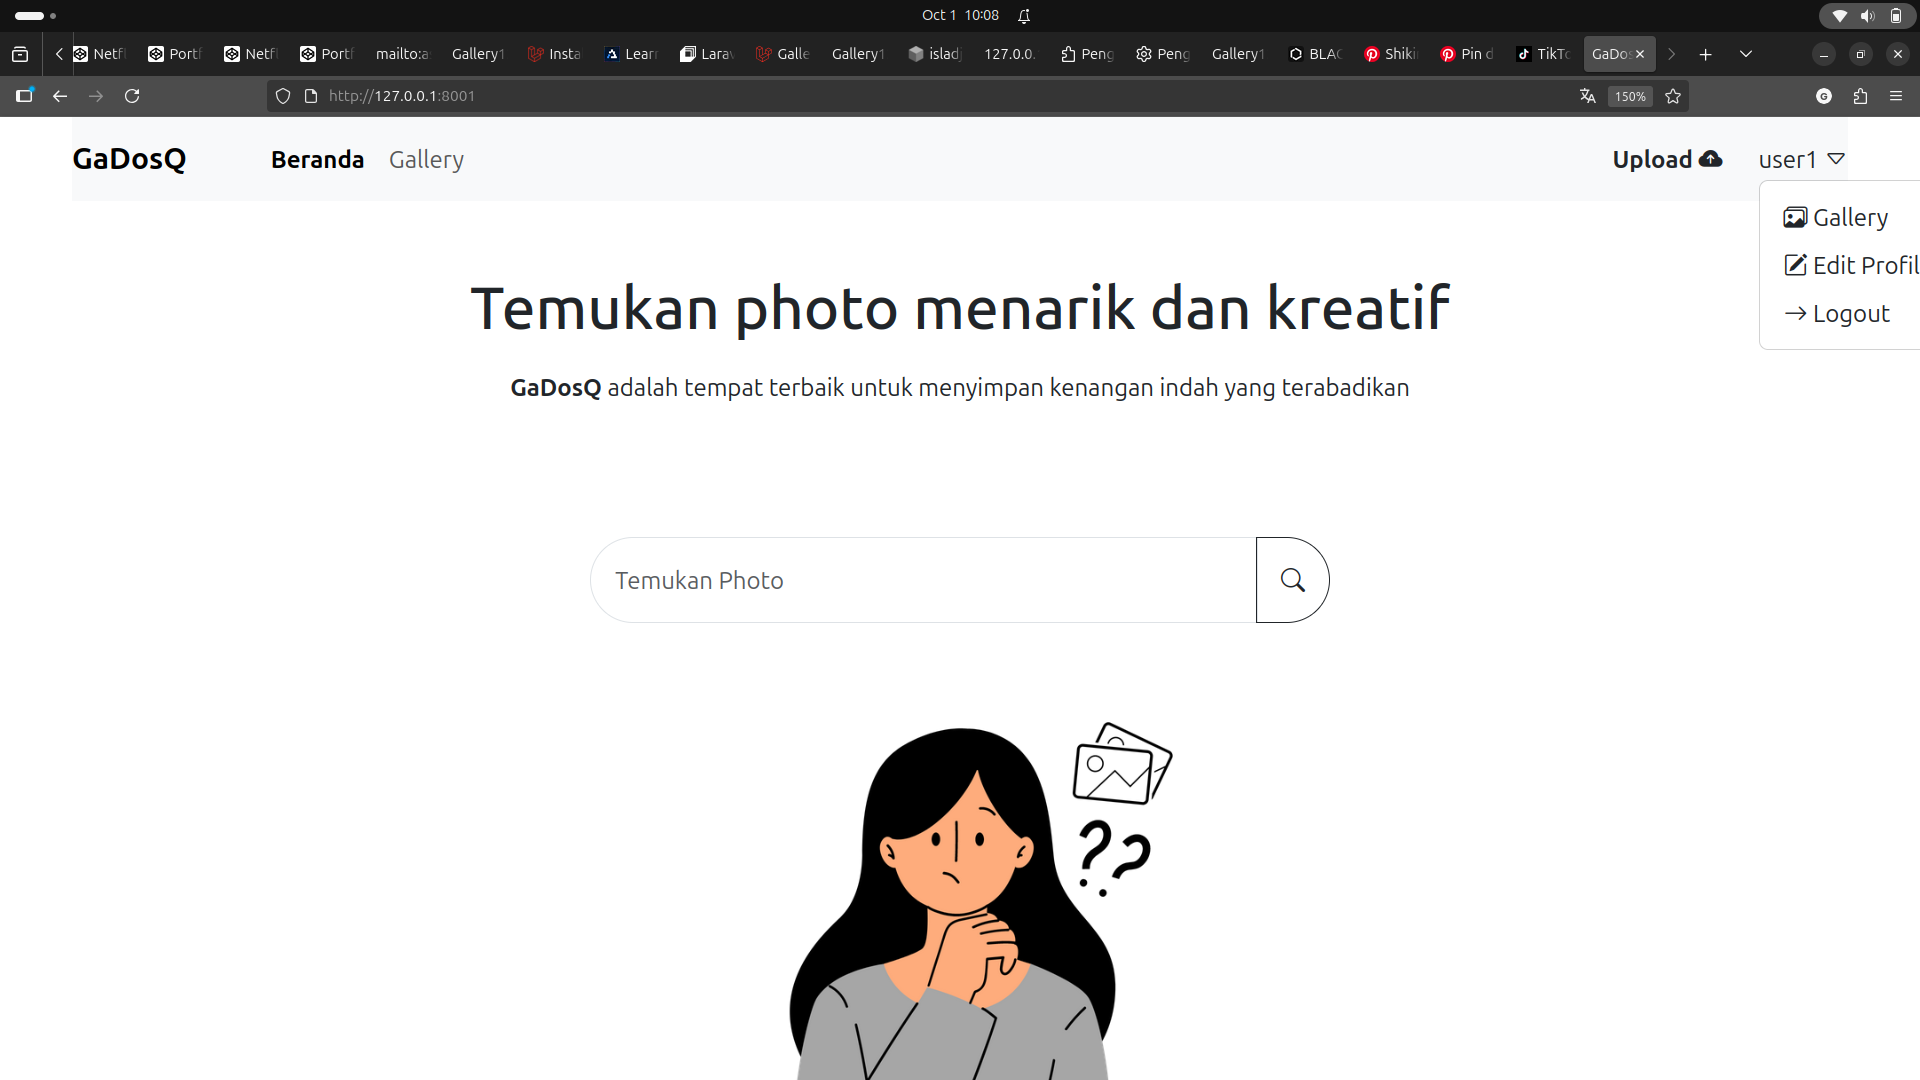 Oct 1 10:08
Netfl Portf Netfl Portf mailto:a Gallery1 Insta Learn Larav Galle Gallery1 isladj 127.0.0. Peng Peng Gallery1 BLAC Shiki Pin d TikTo GaDos
http://127.0.0.1:8001 150% G
GaDosQ Beranda Gallery Upload user1
Gallery
Edit Profil
Logout
Temukan photo menarik dan kreatif
GaDosQ adalah tempat terbaik untuk menyimpan kenangan indah yang terabadikan
Temukan Photo
??